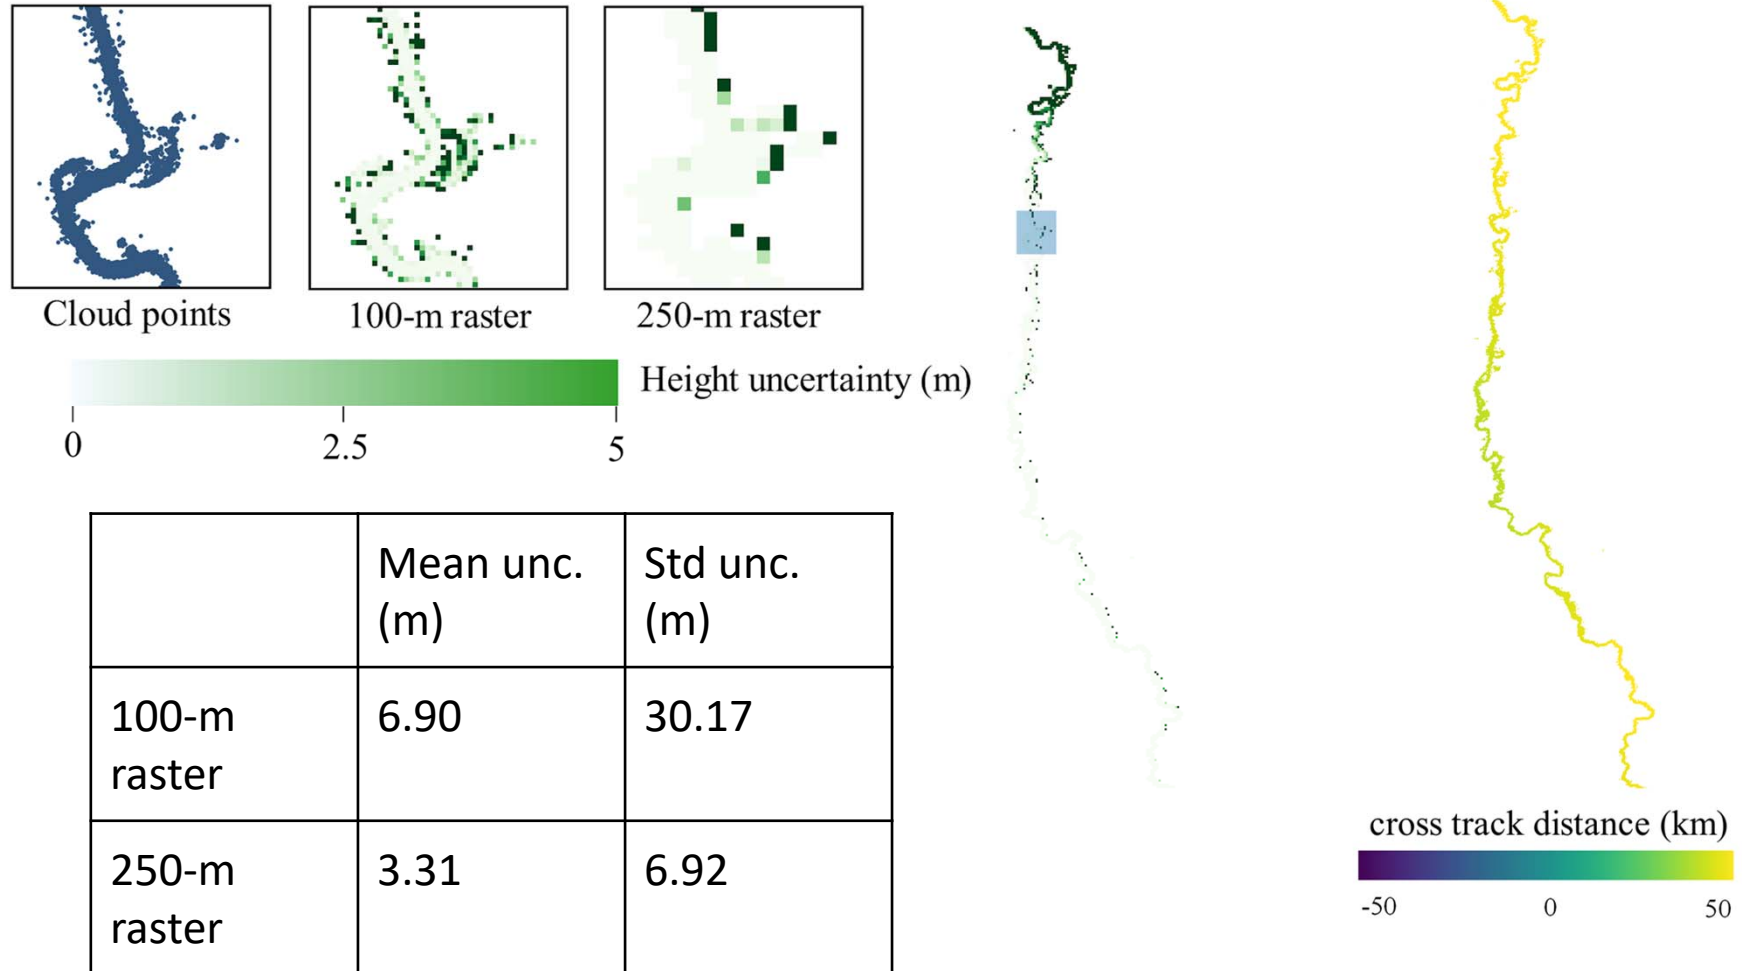 Cloud points
100-m raster
250-m raster
Height uncertainty (m)
0
2.5
5
Mean unc.
(m)
Std unc.
(m)
100-m
raster
6.90
30.17
250-m
raster
3.31
6.92
cross track distance (km)
-50
0
50